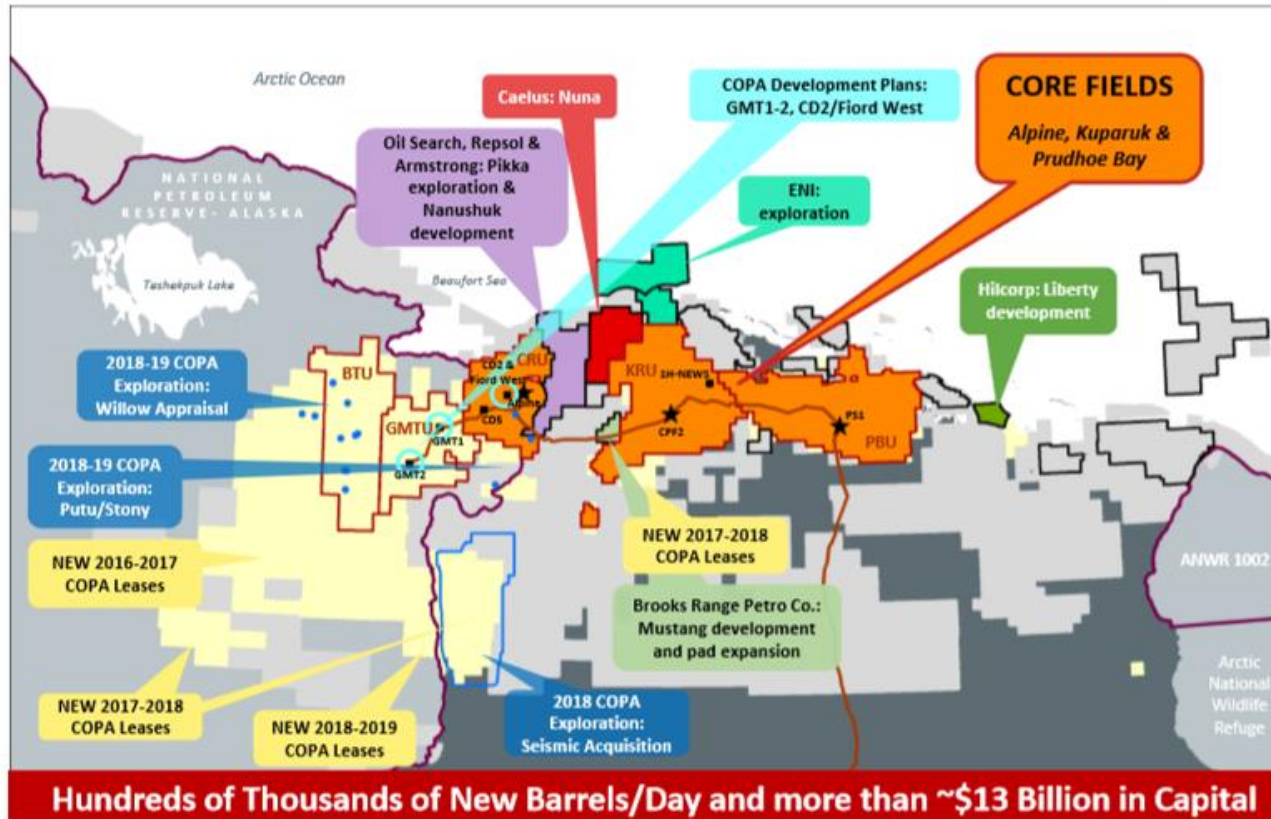 Arctic Ocean
NATIONAL
PETROLEUM
RESERVE- ALASKA
Teshekpuk Lake
Beaufort Sea
Caelus: Nuna
COPA Development Plans:
GMT1-2, CD2/Fiord West
CORE FIELDS
Alpine, Kuparuk &
Prudhoe Bay
Oil Search, Repsol &
Armstrong: Pikka
exploration &
Nanushuk
development
ENI:
exploration
Hilcorp: Liberty
development
2018-19 COPA
Exploration:
Willow Appraisal
BTU
CRU
CD2 &
Fiord West
Alpine
CD5
GMTU
GMT1
GMT2
KRU
1H-NEWS
CPF2
PS1
PBU
2018-19 COPA
Exploration:
Putu/Stony
NEW 2016-2017
COPA Leases
NEW 2017-2018
COPA Leases
Brooks Range Petro Co.:
Mustang development
and pad expansion
ANWR 1002
Arctic
National
Wildlife
Refuge
NEW 2017-2018
COPA Leases
NEW 2018-2019
COPA Leases
2018 COPA
Exploration:
Seismic Acquisition
Hundreds of Thousands of New Barrels/Day and more than ~$13 Billion in Capital